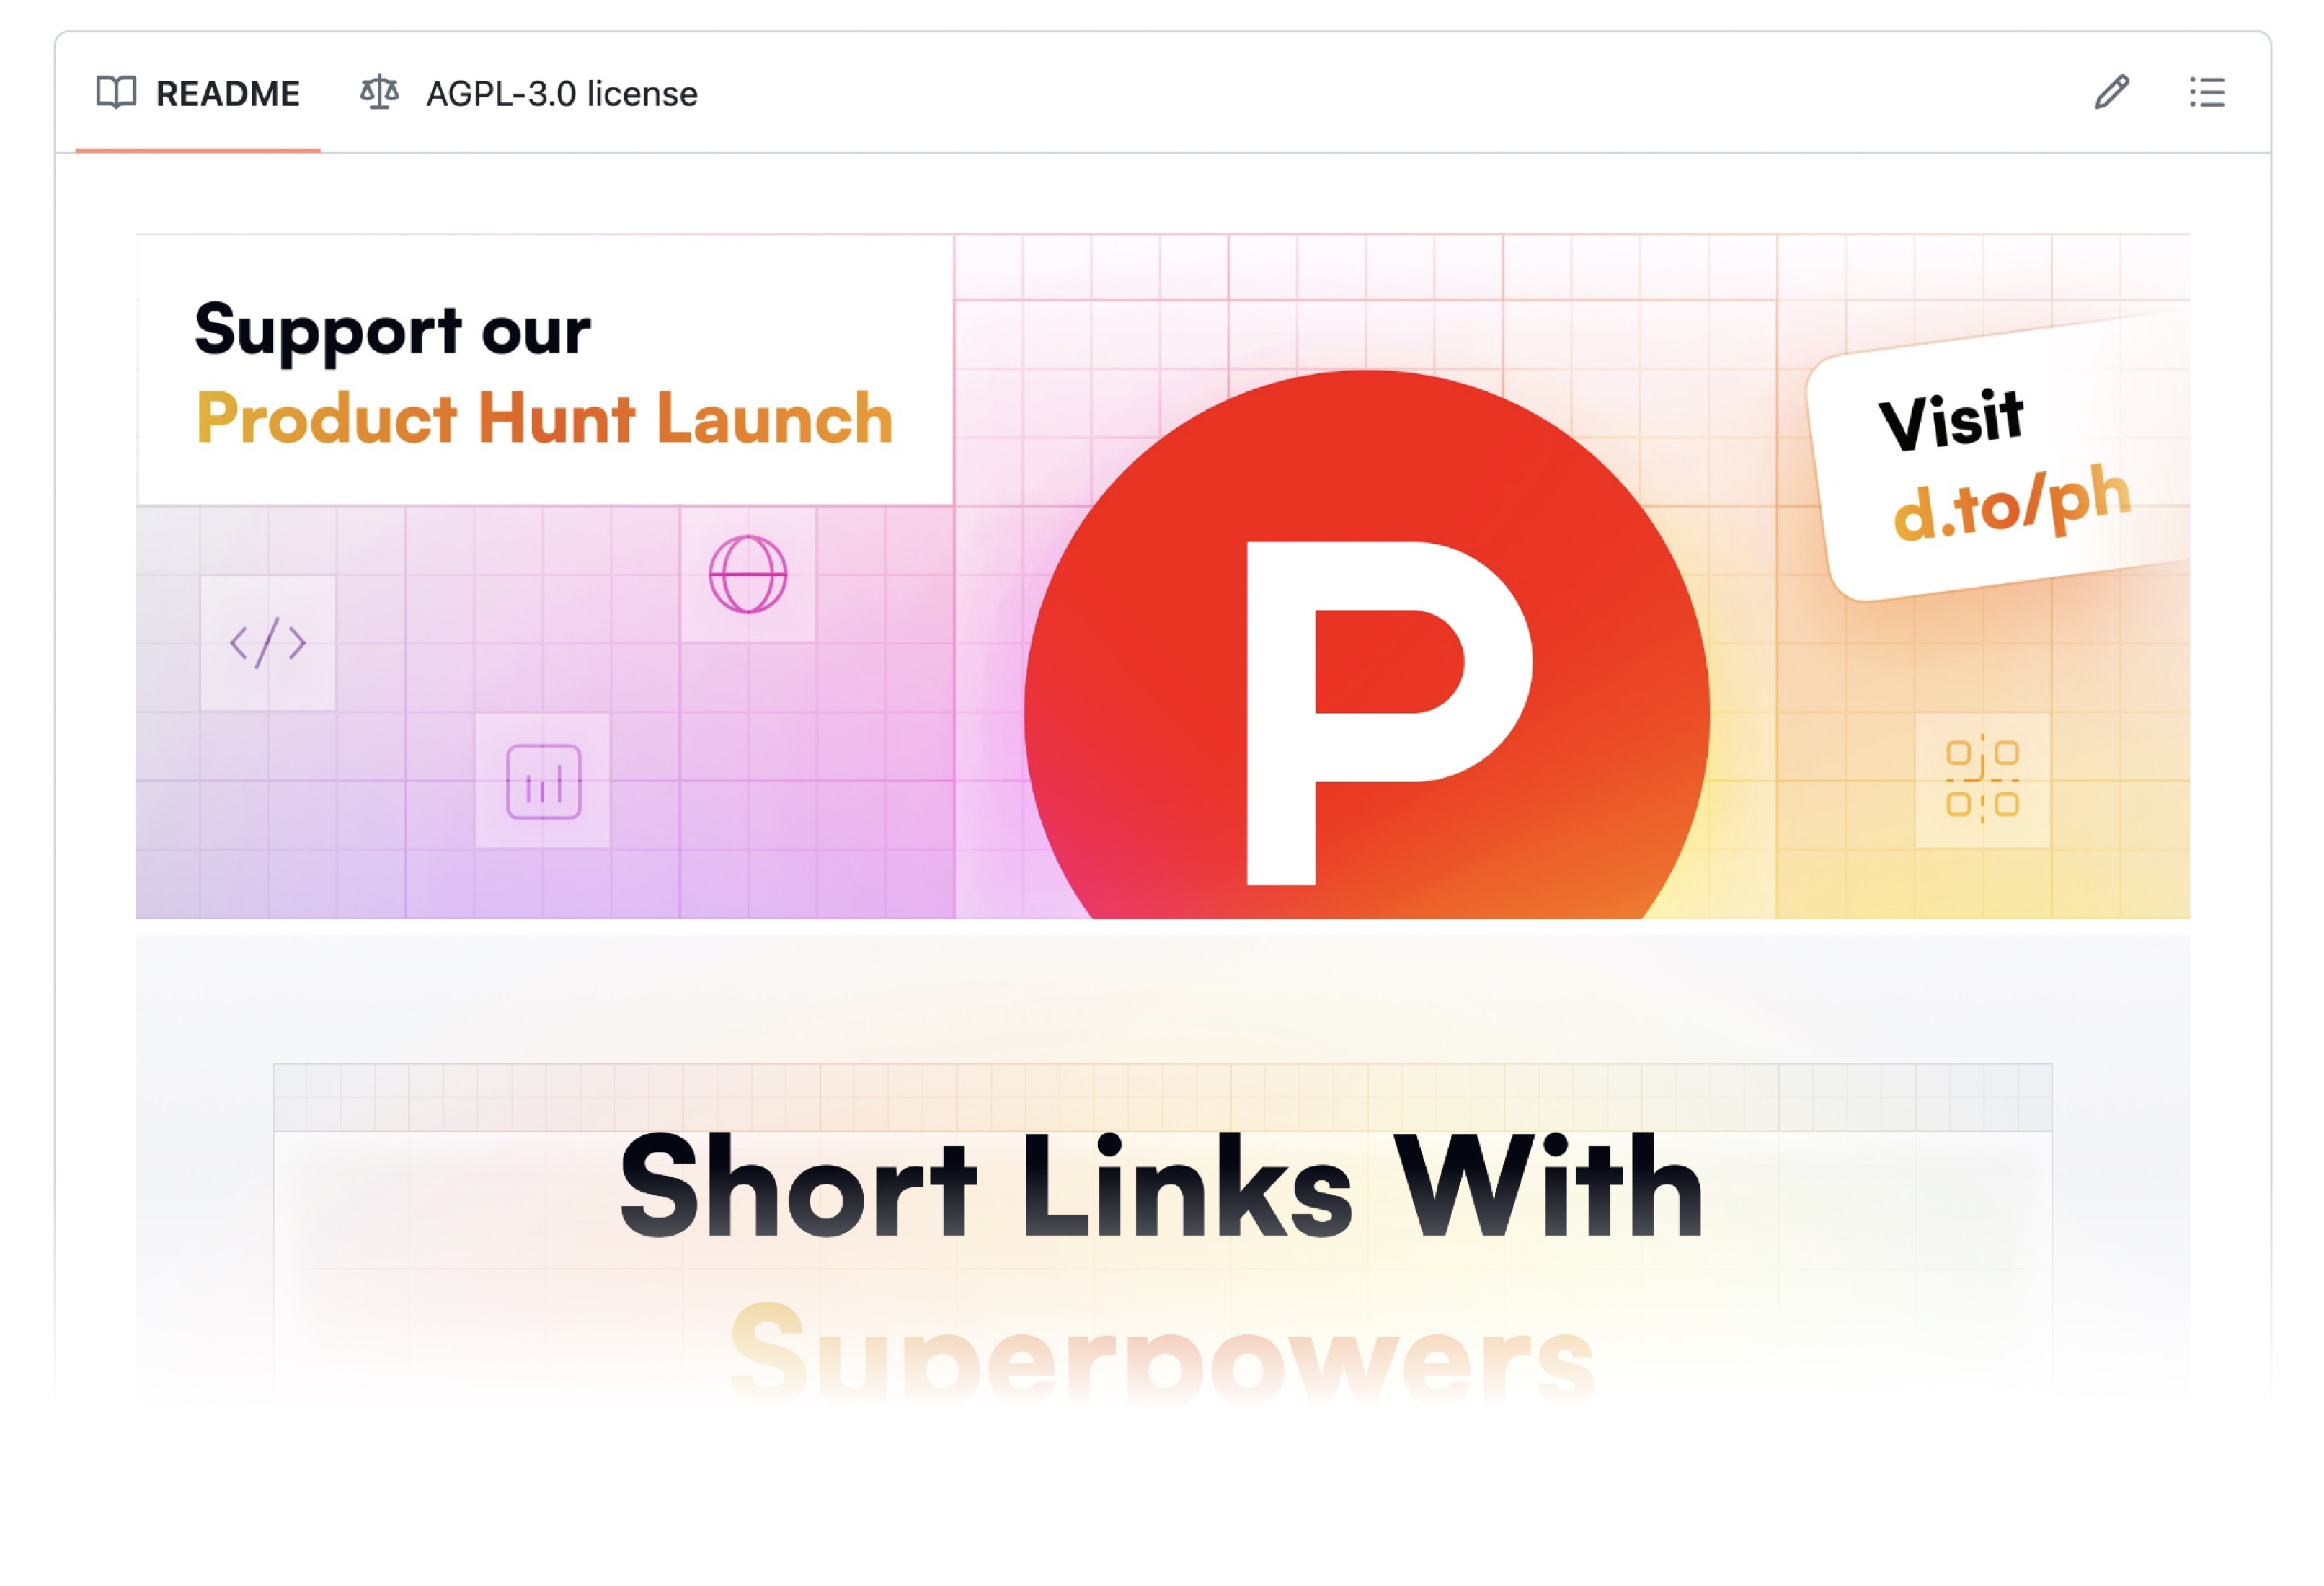 README
AGPL-3.0 license
Support our
Product Hunt Launch
Visit
d.to/ph
P
Short Links With
Superpowers